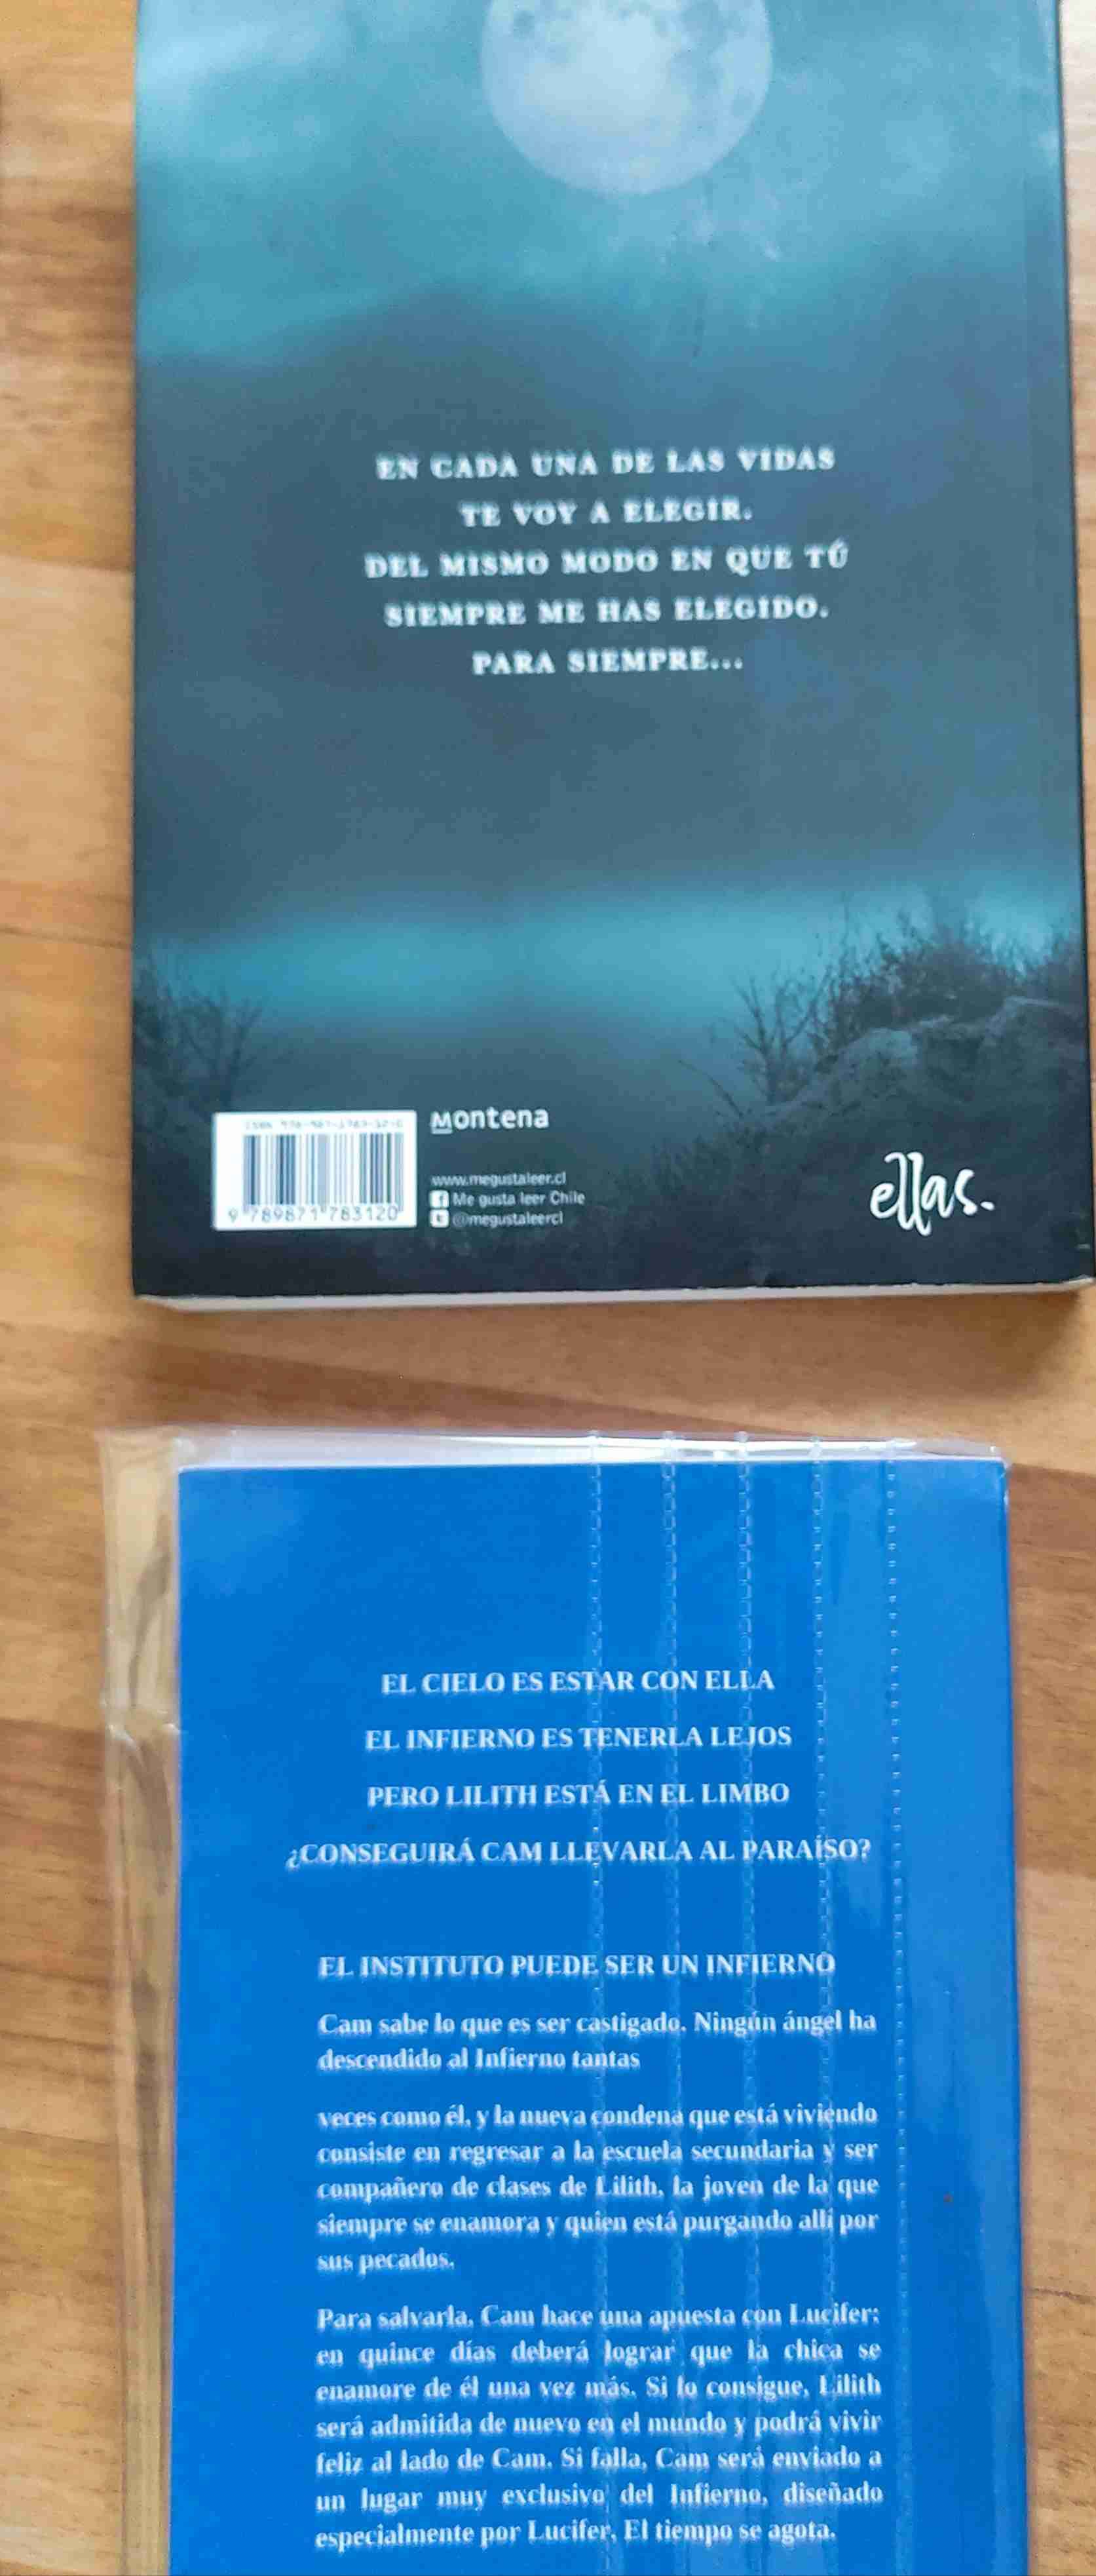 EN CADA UNA DE LAS VIDAS
TE VOY A ELEGIR.
DEL MISMO MODO EN QUE TÚ
SIEMPRE ME HAS ELEGIDO.
PARA SIEMPRE...
9 789871 783120
Montena
www.megustaleer.cl
Me gusta leer Chile
@megustaleercl
ellas.
EL CIELO ES ESTAR CON ELLA
EL INFIERNO ES TENERLA LEJOS
PERO LILITH ESTÁ EN EL LIMBO
¿CONSEGUIRÁ CAM LLEVARLA AL PARAÍSO?
EL INSTITUTO PUEDE SER UN INFIERNO
Cam sabe lo que es ser castigado. Ningún ángel ha
descendido al Infierno tantas
veces como él, y la nueva condena que está viviendo
consiste en regresar a la escuela secundaria y ser
compañero de clases de Lilith, la joven de la que
siempre se enamora y quien está purgando allí por
sus pecados.
Para salvarla, Cam hace una apuesta con Lucifer:
en quince días deberá lograr que la chica se
enamore de él una vez más. Si lo consigue, Lilith
será admitida de nuevo en el mundo y podrá vivir
feliz al lado de Cam. Si falla, Cam será enviado a
un lugar muy exclusivo del Infierno, diseñado
especialmente por Lucifer. El tiempo se agota.